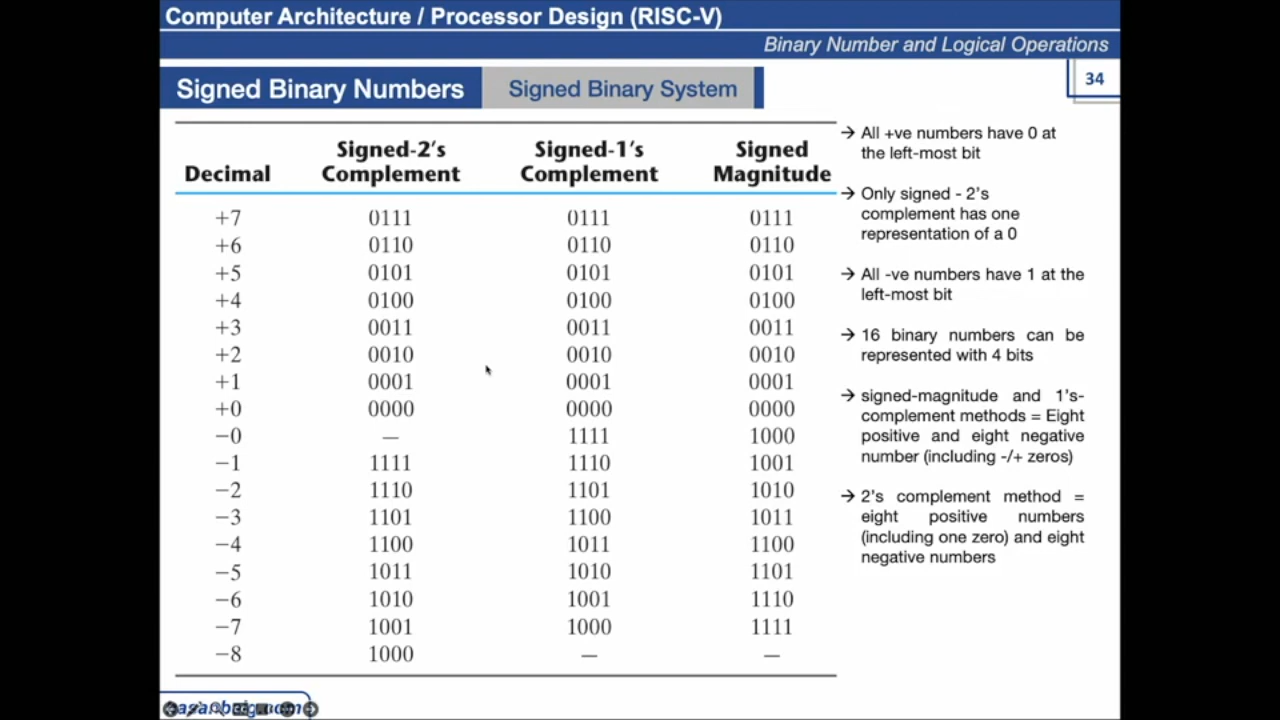 Computer Architecture / Processor Design (RISC-V)
Binary Number and Logical Operations
Signed Binary Numbers
Signed Binary System
34
Decimal Signed-2's Complement Signed-1's Complement Signed Magnitude
+7 0111 0111 0111
+6 0110 0110 0110
+5 0101 0101 0101
+4 0100 0100 0100
+3 0011 0011 0011
+2 0010 0010 0010
+1 0001 0001 0001
+0 0000 0000 0000
−0 — 1111 1000
−1 1111 1110 1001
−2 1110 1101 1010
−3 1101 1100 1011
−4 1100 1011 1100
−5 1011 1010 1101
−6 1010 1001 1110
−7 1001 1000 1111
−8 1000 — —
→ All +ve numbers have 0 at
the left-most bit
→ Only signed - 2's
complement has one
representation of a 0
→ All -ve numbers have 1 at the
left-most bit
→ 16 binary numbers can be
represented with 4 bits
→ signed-magnitude and 1's-
complement methods = Eight
positive and eight negative
number (including -/+ zeros)
→ 2's complement method =
eight positive numbers
(including one zero) and eight
negative numbers